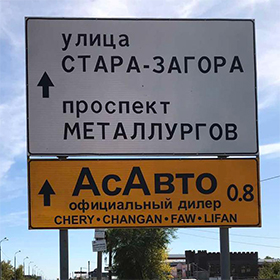 улица
СТАРА-ЗАГОРА
проспект
МЕТАЛЛУРГОВ
АсАвто 0.8
официальный дилер
CHERY • CHANGAN • FAW • LIFAN